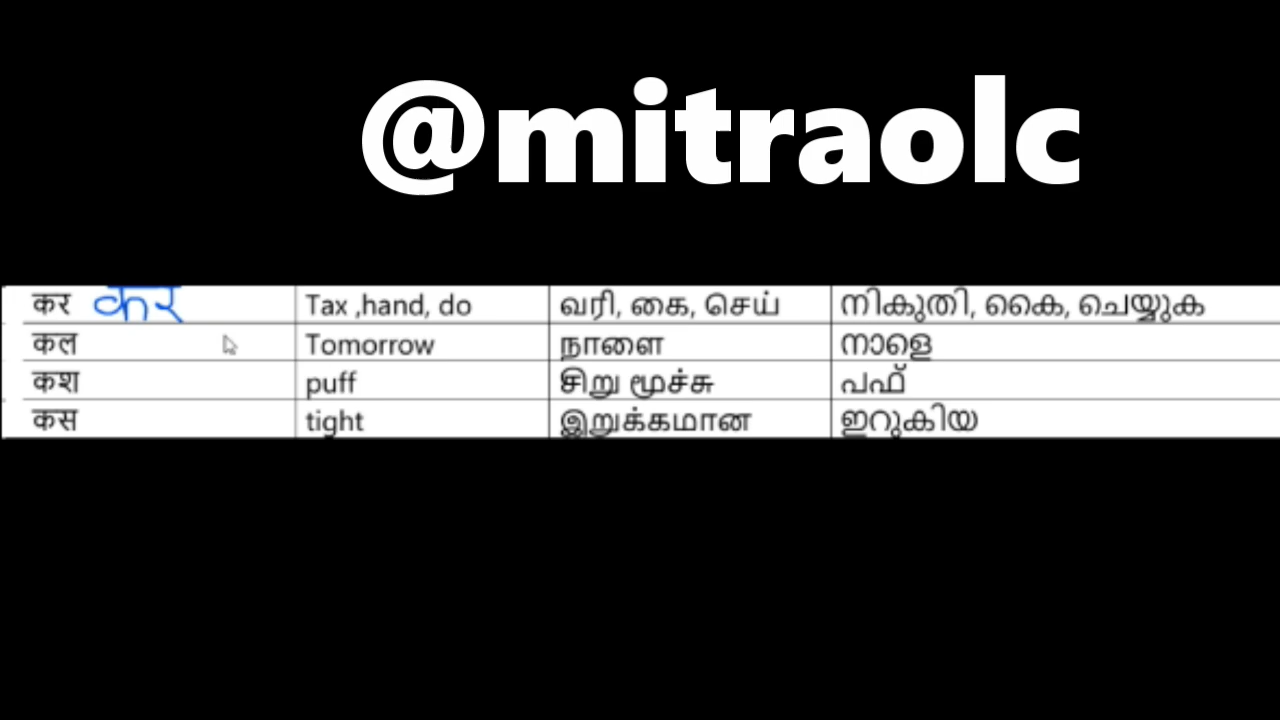 @mitraolc
कर कर Tax ,hand, do வரி, கை, செய் നികുതി, കൈ, ചെയ്യുക
कल Tomorrow நாளை നാളെ
कश puff சிறு மூச்சு പഫ്
कस tight இறுக்கமான ഇറുകിയ